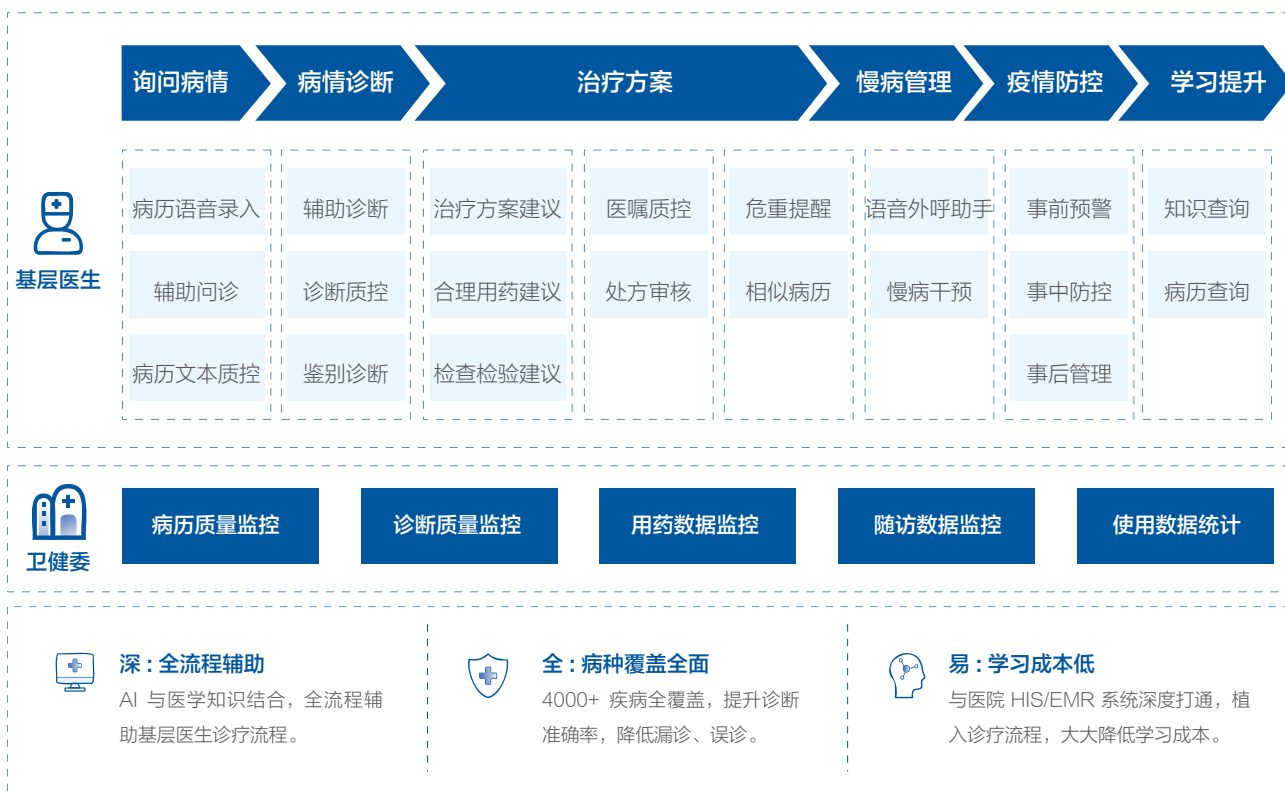 询问病情
病情诊断
治疗方案
慢病管理
疫情防控
学习提升
基层医生
病历语音录入
辅助诊断
治疗方案建议
医嘱质控
危重提醒
语音外呼助手
事前预警
知识查询
辅助问诊
诊断质控
合理用药建议
处方审核
相似病历
慢病干预
事中防控
病历查询
病历文本质控
鉴别诊断
检查检验建议
事后管理
卫健委
病历质量监控
诊断质量监控
用药数据监控
随访数据监控
使用数据统计
深：全流程辅助
AI 与医学知识结合，全流程辅
助基层医生诊疗流程。
全：病种覆盖全面
4000+ 疾病全覆盖，提升诊断
准确率，降低漏诊、误诊。
易：学习成本低
与医院 HIS/EMR 系统深度打通，植
入诊疗流程，大大降低学习成本。